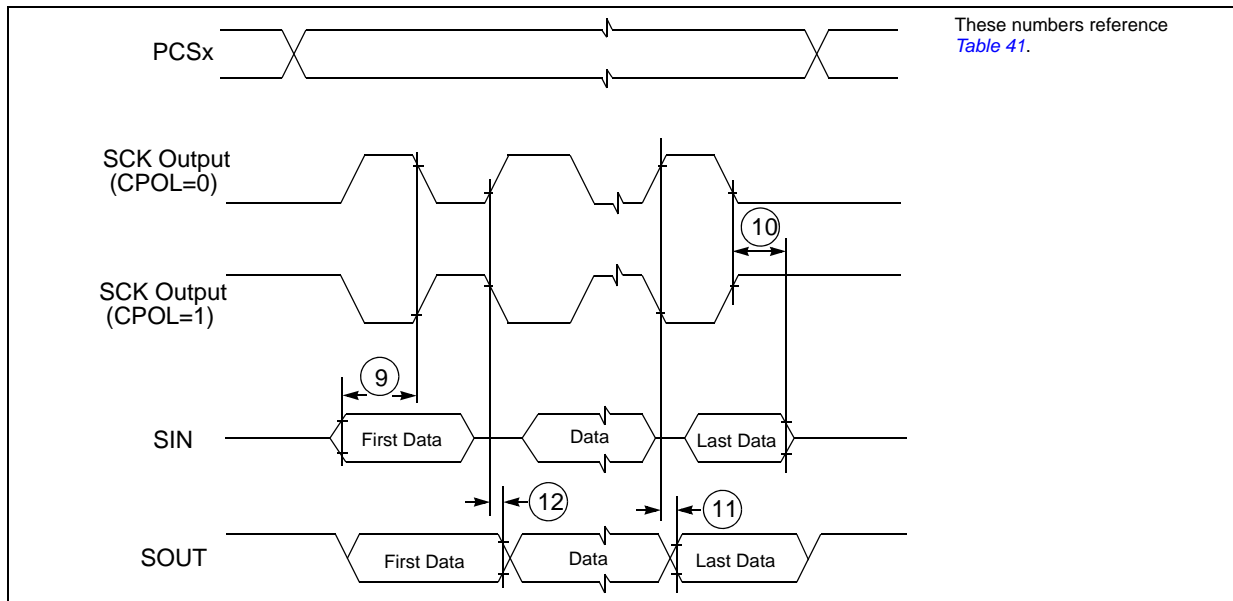 These numbers reference
Table 41.
PCSx
SCK Output
(CPOL=0)
10
SCK Output
(CPOL=1)
9
SIN
First Data
Data
Last Data
12
11
SOUT
First Data
Data
Last Data